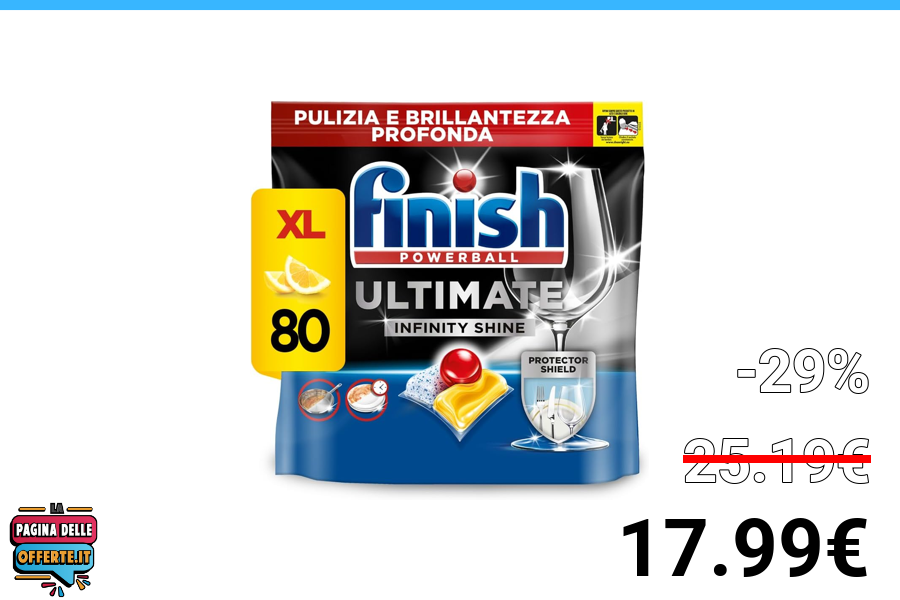 PULIZIA E BRILLANTEZZA
PROFONDA
finish
POWERBALL
XL
80
ULTIMATE
INFINITY SHINE
PROTECTOR
SHIELD
-29%
25.19€
17.99€
LA
PAGINA DELLE
OFFERTE.IT